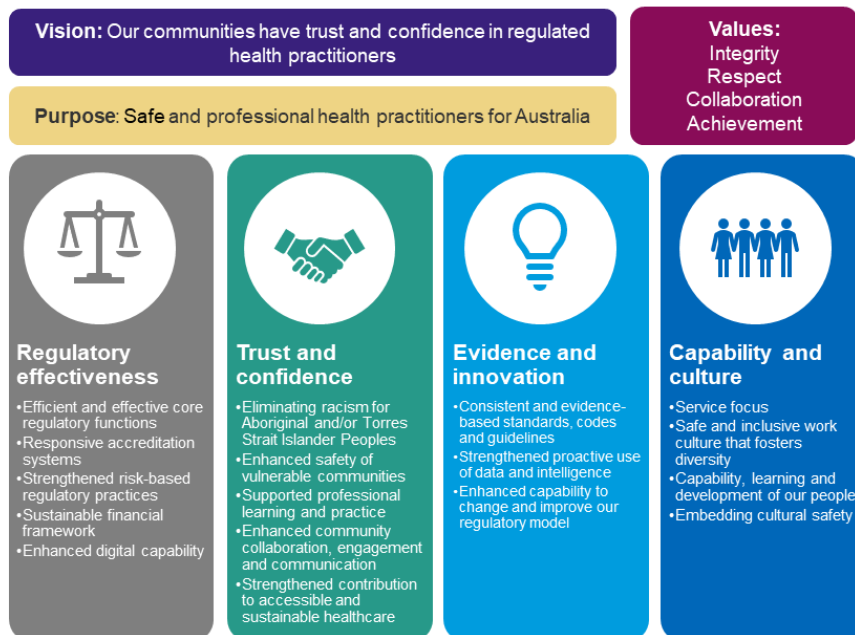 Vision: Our communities have trust and confidence in regulated
health practitioners
Values:
Integrity
Respect
Collaboration
Achievement
Purpose: Safe and professional health practitioners for Australia
Regulatory
effectiveness
•Efficient and effective core
regulatory functions
•Responsive accreditation
systems
•Strengthened risk-based
regulatory practices
•Sustainable financial
framework
•Enhanced digital capability
Trust and
confidence
•Eliminating racism for
Aboriginal and/or Torres
Strait Islander Peoples
•Enhanced safety of
vulnerable communities
•Supported professional
learning and practice
•Enhanced community
collaboration, engagement
and communication
•Strengthened contribution
to accessible and
sustainable healthcare
Evidence and
innovation
•Consistent and evidence-
based standards, codes
and guidelines
•Strengthened proactive use
of data and intelligence
•Enhanced capability to
change and improve our
regulatory model
Capability and
culture
•Service focus
•Safe and inclusive work
culture that fosters
diversity
•Capability, learning and
development of our people
•Embedding cultural safety